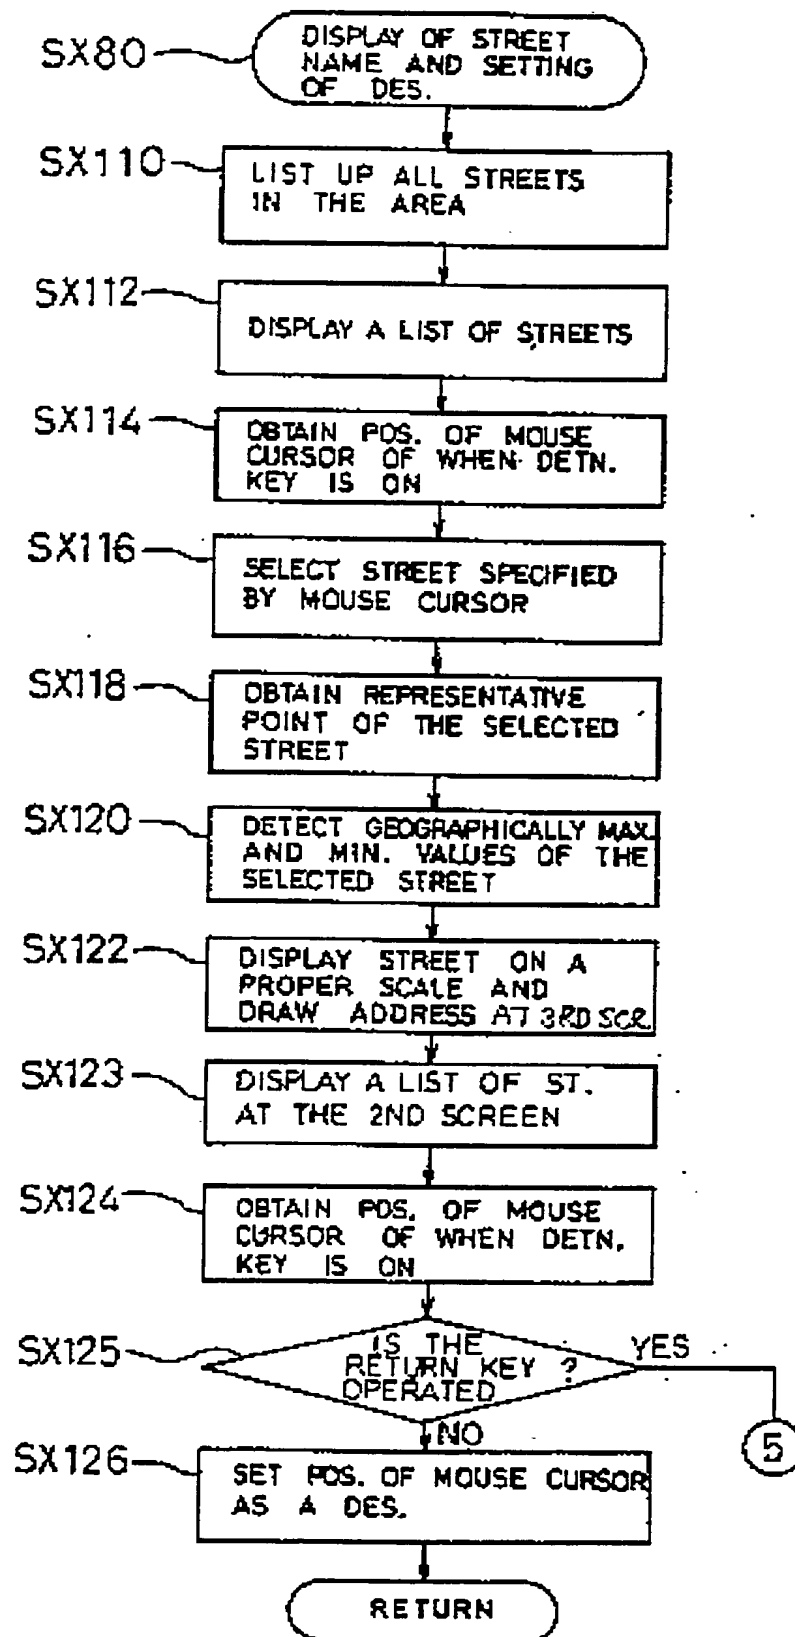 SX80
DISPLAY OF STREET
NAME AND SETTING
OF DES.
SX110
LIST UP ALL STREETS
IN THE AREA
SX112
DISPLAY A LIST OF STREETS
SX114
OBTAIN POS. OF MOUSE
CURSOR OF WHEN DETN.
KEY IS ON
SX116
SELECT STREET SPECIFIED
BY MOUSE CURSOR
SX118
OBTAIN REPRESENTATIVE
POINT OF THE SELECTED
STREET
SX120
DETECT GEOGRAPHICALLY MAX.
AND MIN. VALUES OF THE
SELECTED STREET
SX122
DISPLAY STREET ON A
PROPER SCALE AND
DRAW ADDRESS AT 3RD SCR
SX123
DISPLAY A LIST OF ST.
AT THE 2ND SCREEN
SX124
OBTAIN POS. OF MOUSE
CURSOR OF WHEN DETN.
KEY IS ON
SX125
IS THE
RETURN KEY ?
OPERATED
YES
5
NO
SX126
SET POS. OF MOUSE CURSOR
AS A DES.
RETURN